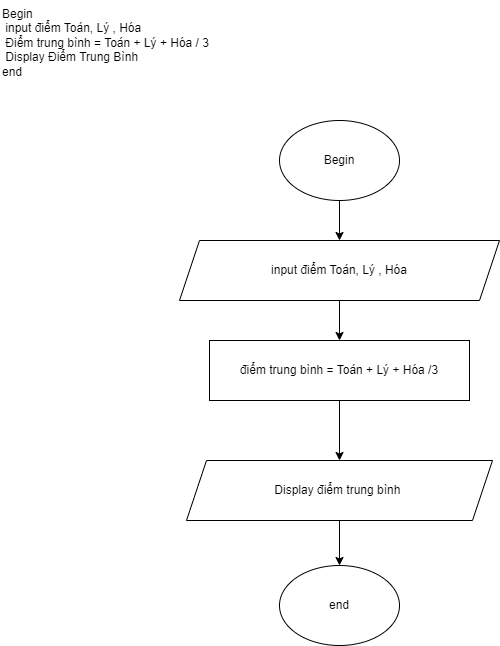 Begin
input điểm Toán, Lý , Hóa
Điểm trung bình = Toán + Lý + Hóa / 3
Display Điểm Trung Bình
end
Begin
input điểm Toán, Lý , Hóa
điểm trung bình = Toán + Lý + Hóa /3
Display điểm trung bình
end